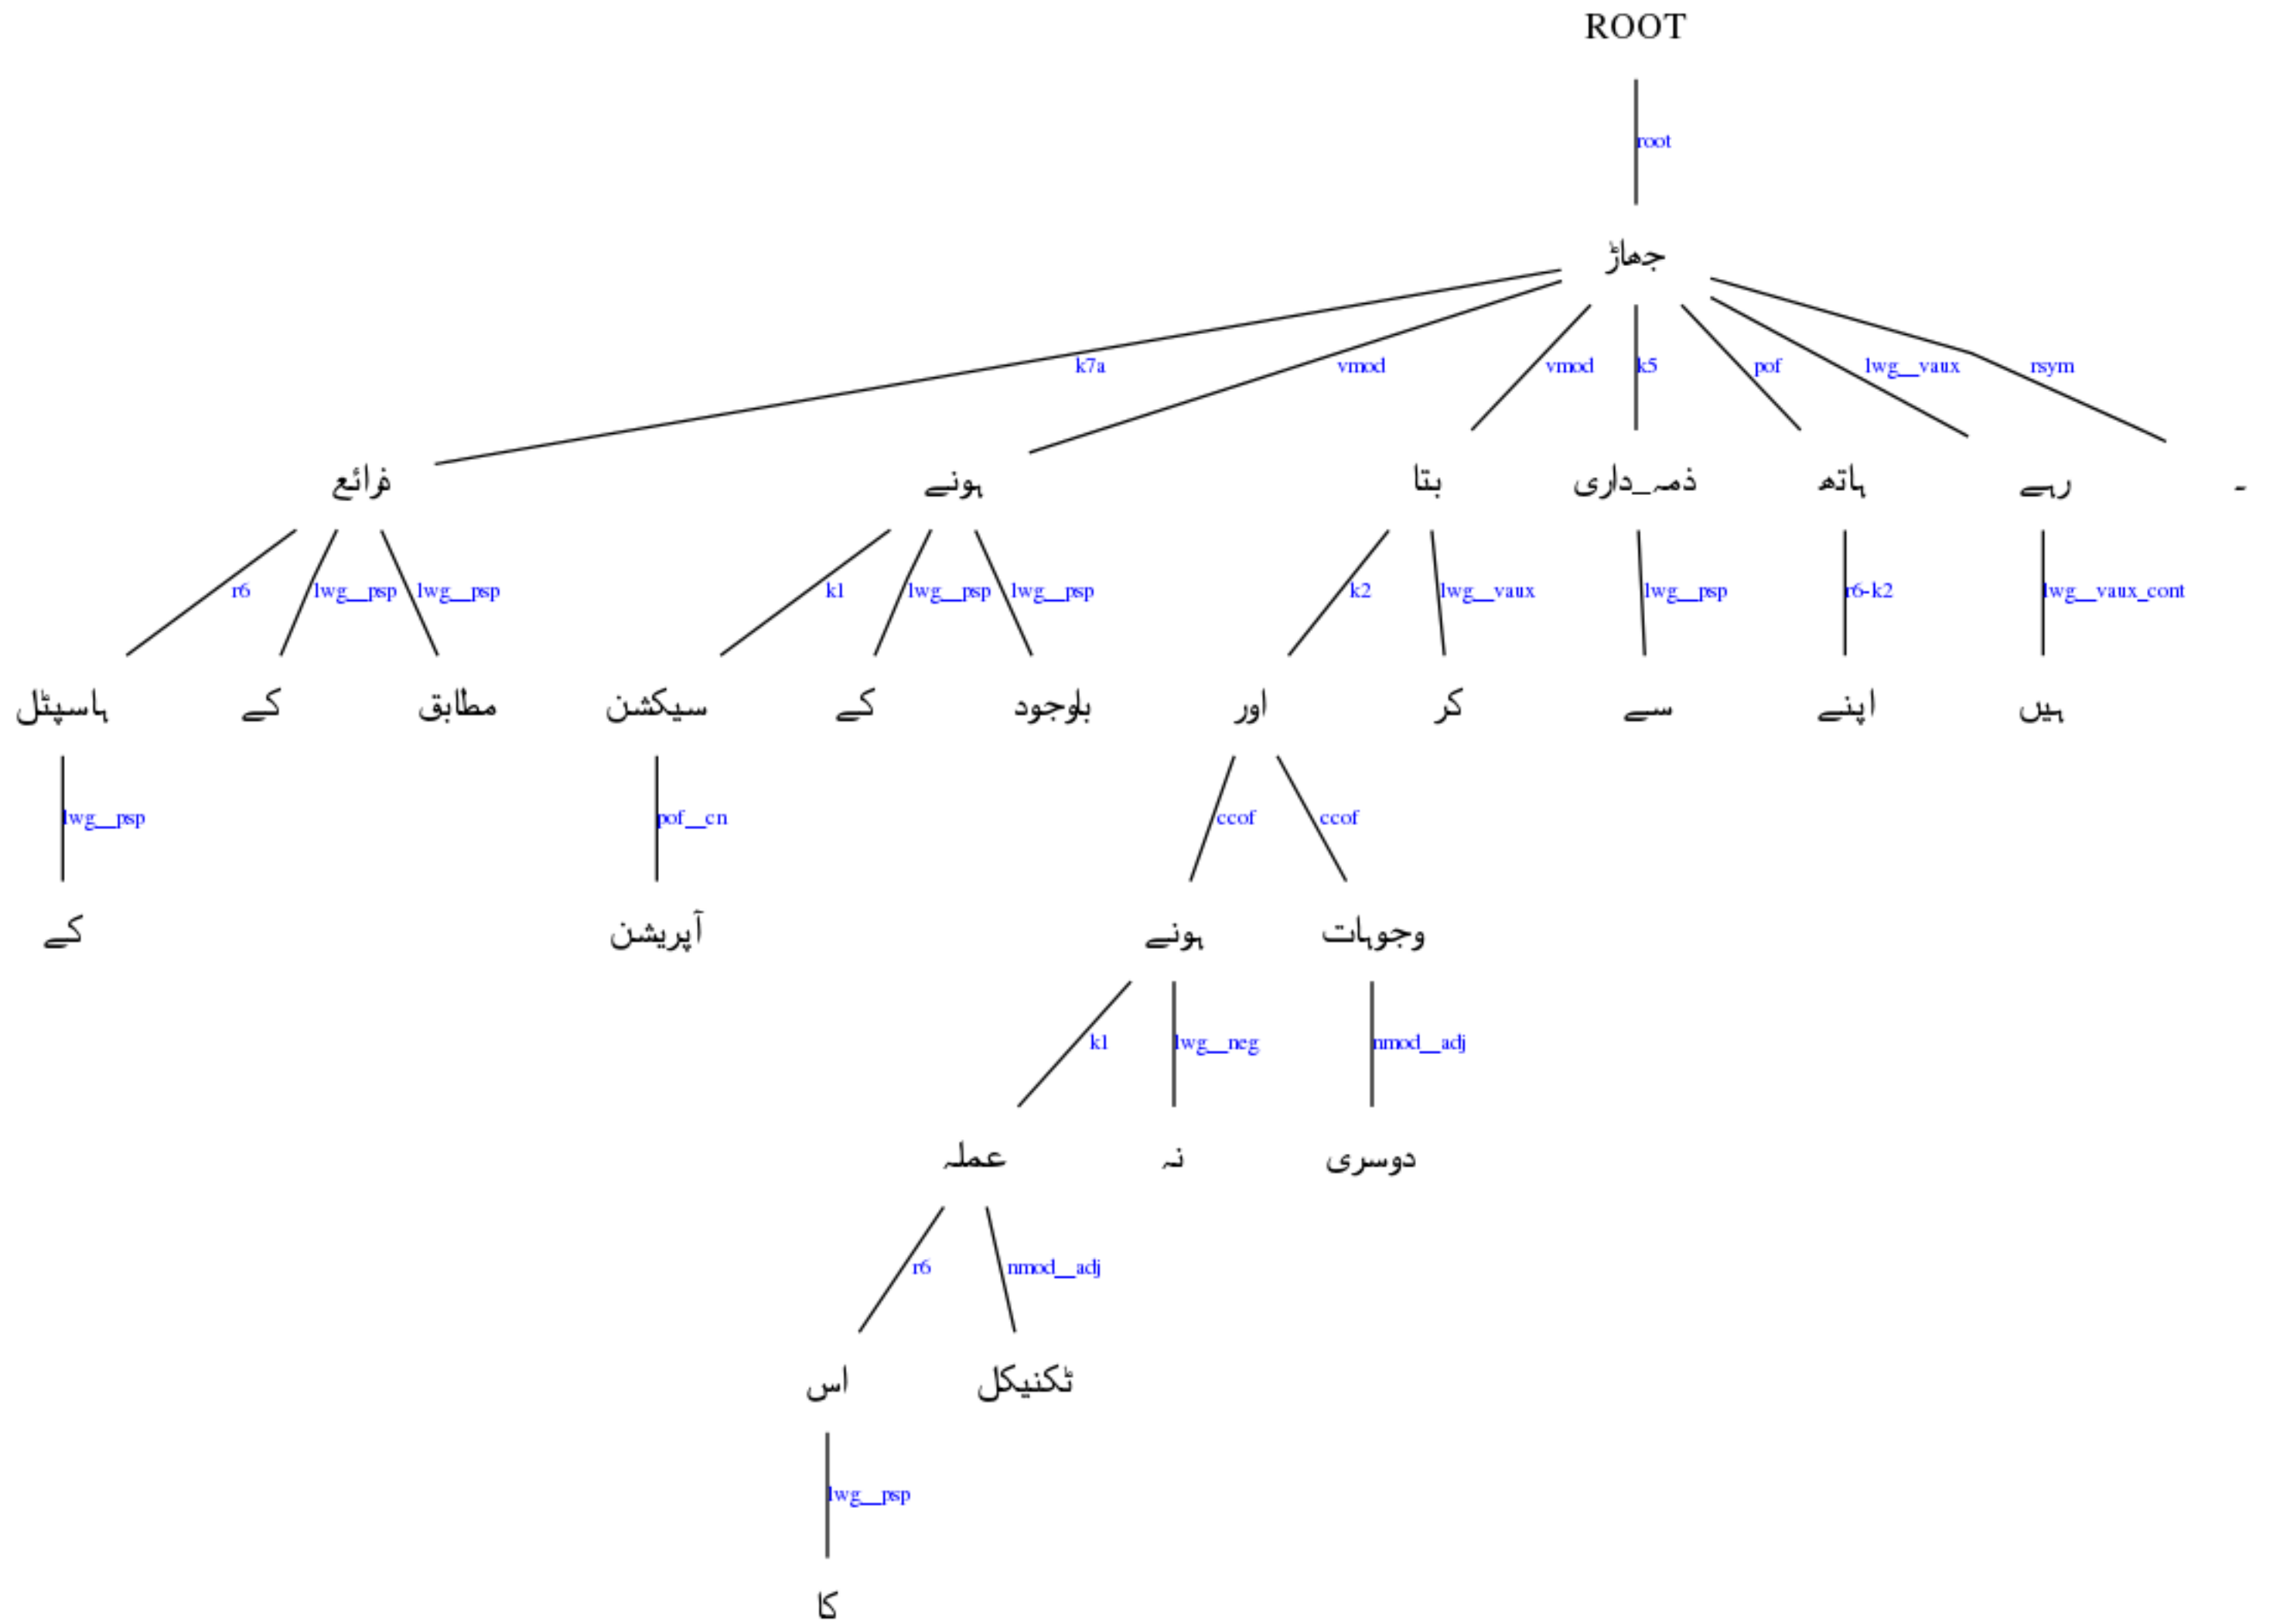 ROOT
root
جھاڑ
k7a vmod vmod k5 pof lwg__vaux rsym
ذرائع ہونے بتا ذمہ_داری ہاتھ رہے ۔
r6 lwg__psp lwg__psp k1 lwg__psp lwg__psp k2 lwg__vaux lwg__psp r6-k2 lwg__vaux_cont
ہاسپٹل کے مطابق سیکشن کے باوجود اور کر سے اپنے ہیں
lwg__psp pof__cn ccof ccof
کے آپریشن ہونے وجوہات
k1 lwg__neg nmod__adj
عملہ نہ دوسری
r6 nmod__adj
اس ٹکنیکل
lwg__psp
کا